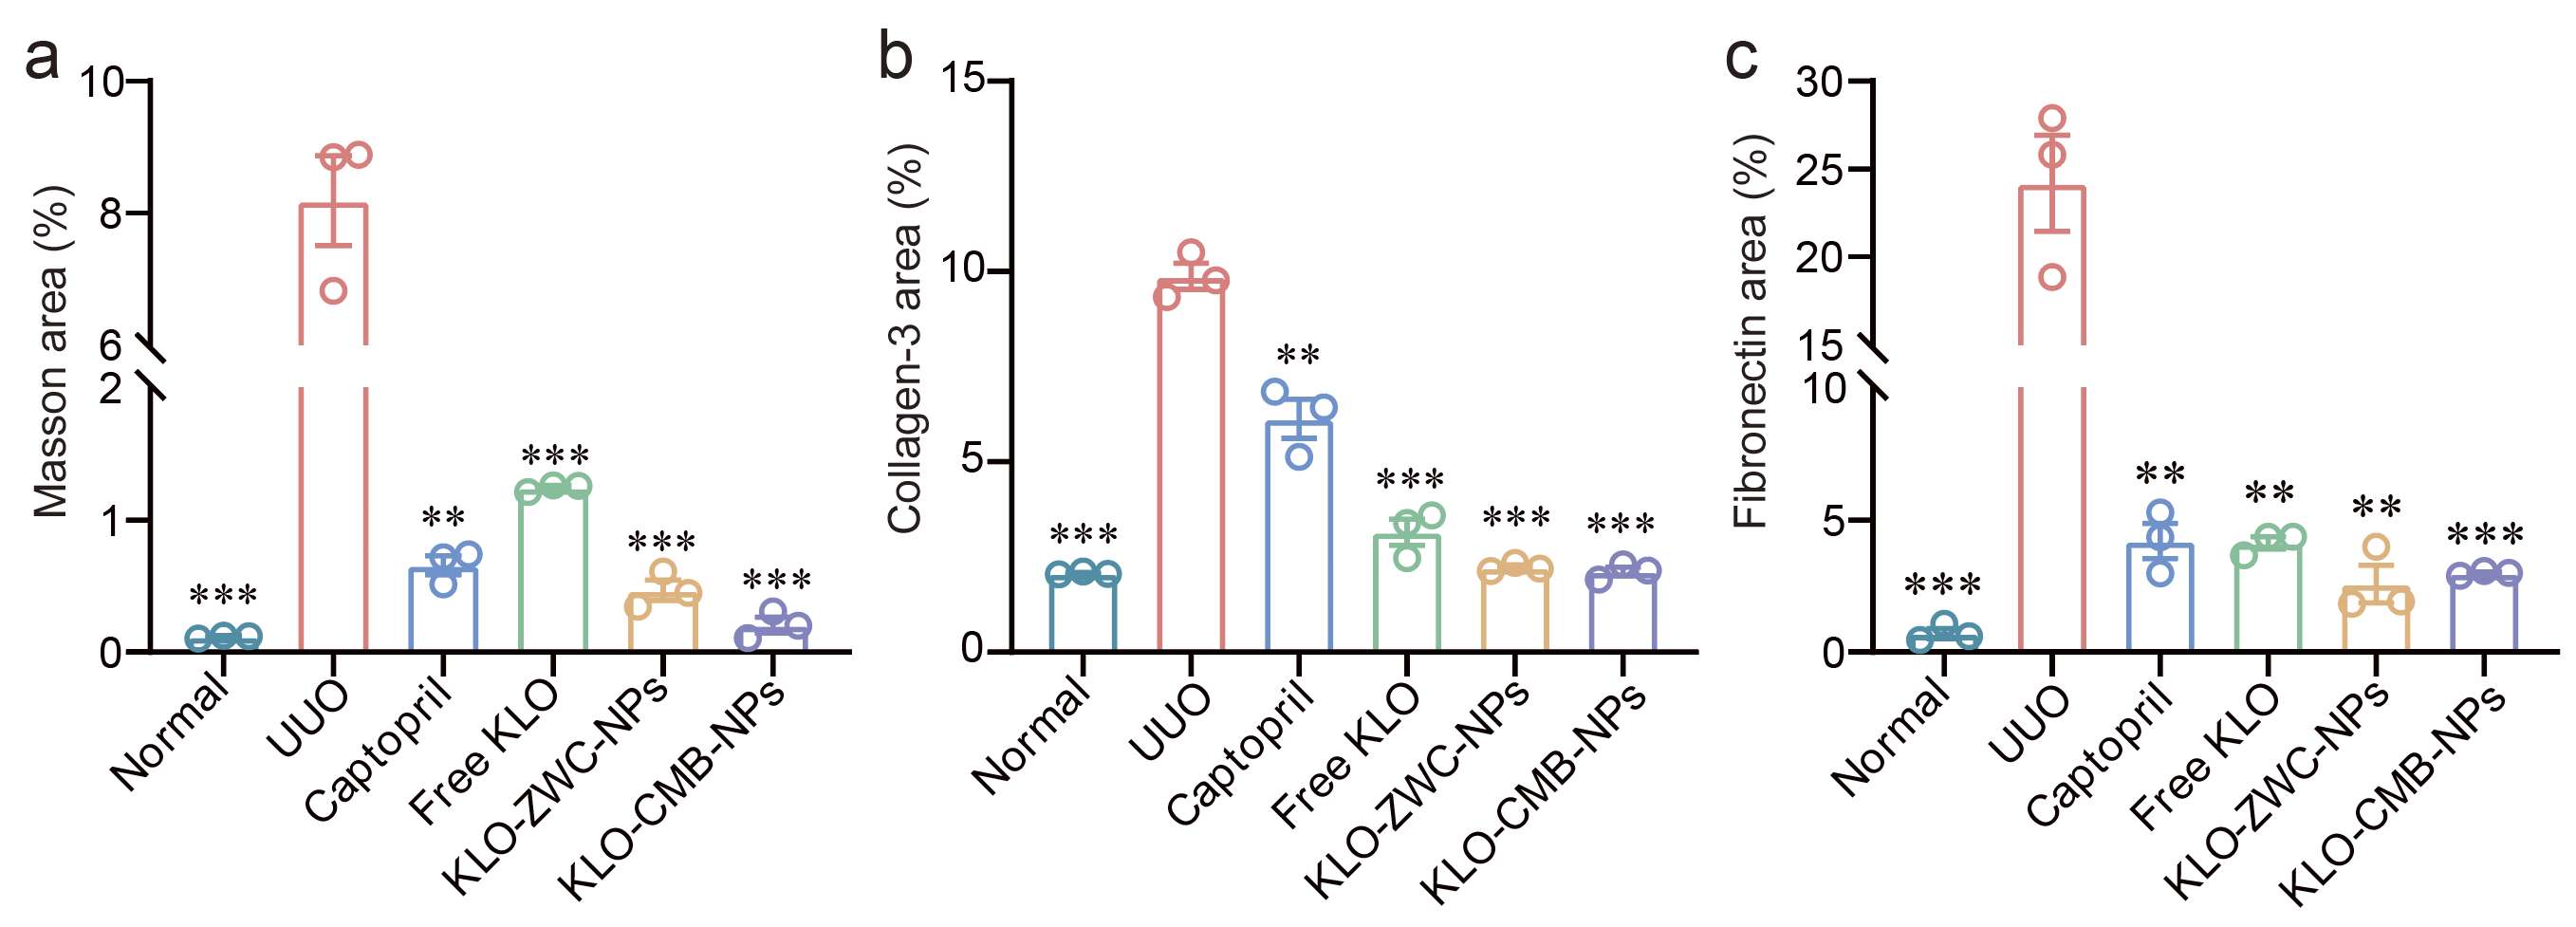 a
Masson area (%)
10
8
6
2
1
0
***
**
***
***
***
Normal
UUO
Captopril
Free KLO
KLO-ZWC-NPs
KLO-CMB-NPs
b
Collagen-3 area (%)
15
10
5
0
***
**
***
***
***
Normal
UUO
Captopril
Free KLO
KLO-ZWC-NPs
KLO-CMB-NPs
c
Fibronectin area (%)
30
25
20
15
10
5
0
***
**
**
**
***
Normal
UUO
Captopril
Free KLO
KLO-ZWC-NPs
KLO-CMB-NPs